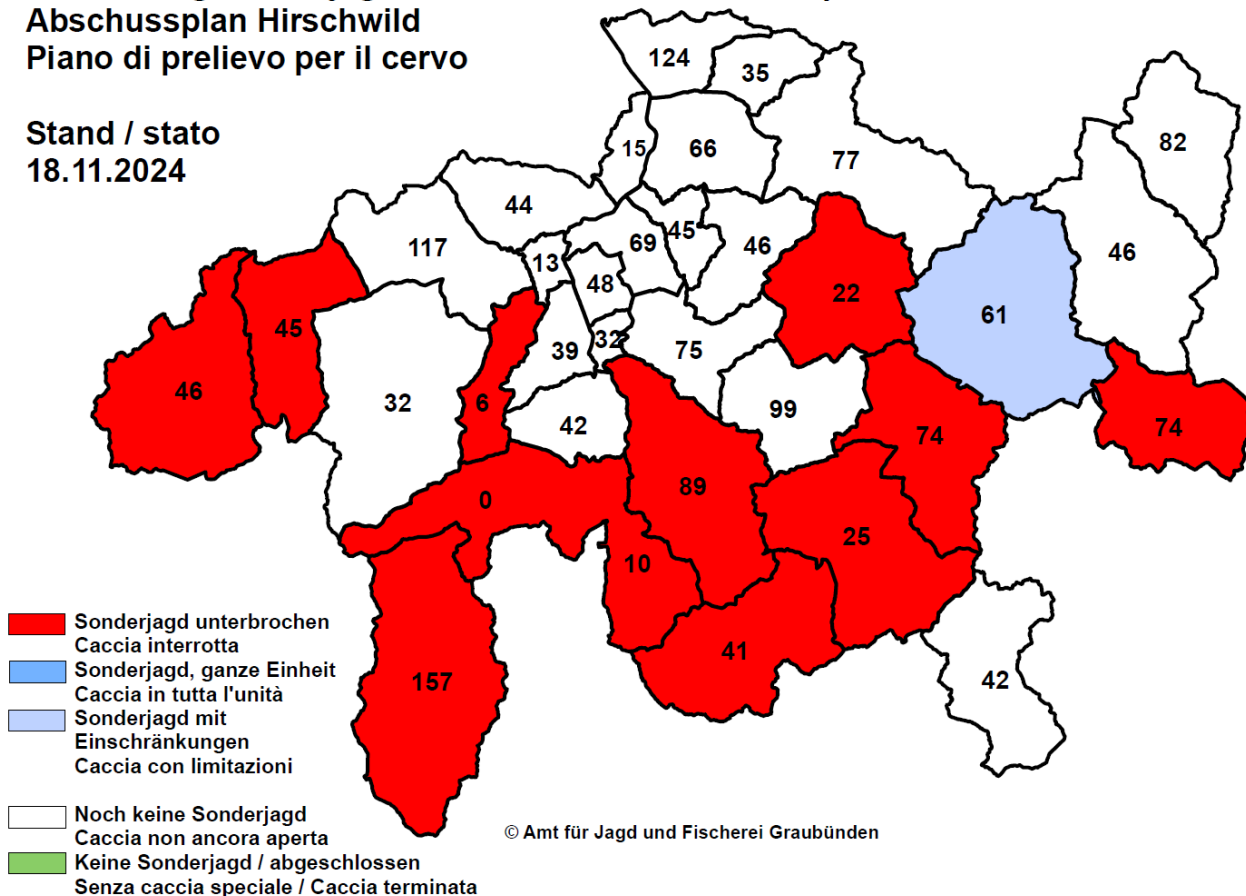 Abschussplan Hirschwild
Piano di prelievo per il cervo
Stand / stato
18.11.2024
124
35
15
66
77
82
44
117
13
69
45
46
46
48
22
61
45
32
39
75
46
32
6
42
99
74
74
0
89
25
10
41
157
42
Sonderjagd unterbrochen
Caccia interrotta
Sonderjagd, ganze Einheit
Caccia in tutta l'unità
Sonderjagd mit
Einschränkungen
Caccia con limitazioni
Noch keine Sonderjagd
Caccia non ancora aperta
© Amt für Jagd und Fischerei Graubünden
Keine Sonderjagd / abgeschlossen
Senza caccia speciale / Caccia terminata